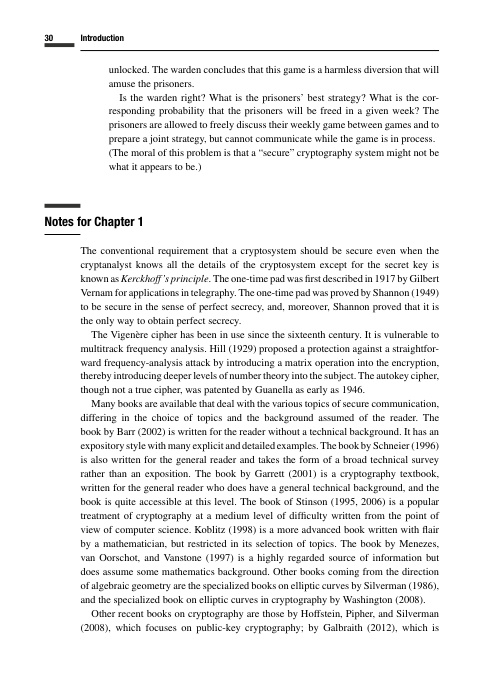 30 Introduction
unlocked. The warden concludes that this game is a harmless diversion that will
amuse the prisoners.
Is the warden right? What is the prisoners' best strategy? What is the cor-
responding probability that the prisoners will be freed in a given week? The
prisoners are allowed to freely discuss their weekly game between games and to
prepare a joint strategy, but cannot communicate while the game is in process.
(The moral of this problem is that a “secure” cryptography system might not be
what it appears to be.)
Notes for Chapter 1
The conventional requirement that a cryptosystem should be secure even when the
cryptanalyst knows all the details of the cryptosystem except for the secret key is
known as Kerckhoff's principle. The one-time pad was first described in 1917 by Gilbert
Vernam for applications in telegraphy. The one-time pad was proved by Shannon (1949)
to be secure in the sense of perfect secrecy, and, moreover, Shannon proved that it is
the only way to obtain perfect secrecy.
The Vigenère cipher has been in use since the sixteenth century. It is vulnerable to
multitrack frequency analysis. Hill (1929) proposed a protection against a straightfor-
ward frequency-analysis attack by introducing a matrix operation into the encryption,
thereby introducing deeper levels of number theory into the subject. The autokey cipher,
though not a true cipher, was patented by Guanella as early as 1946.
Many books are available that deal with the various topics of secure communication,
differing in the choice of topics and the background assumed of the reader. The
book by Barr (2002) is written for the reader without a technical background. It has an
expository style with many explicit and detailed examples. The book by Schneier (1996)
is also written for the general reader and takes the form of a broad technical survey
rather than an exposition. The book by Garrett (2001) is a cryptography textbook,
written for the general reader who does have a general technical background, and the
book is quite accessible at this level. The book of Stinson (1995, 2006) is a popular
treatment of cryptography at a medium level of difficulty written from the point of
view of computer science. Koblitz (1998) is a more advanced book written with flair
by a mathematician, but restricted in its selection of topics. The book by Menezes,
van Oorschot, and Vanstone (1997) is a highly regarded source of information but
does assume some mathematics background. Other books coming from the direction
of algebraic geometry are the specialized books on elliptic curves by Silverman (1986),
and the specialized book on elliptic curves in cryptography by Washington (2008).
Other recent books on cryptography are those by Hoffstein, Pipher, and Silverman
(2008), which focuses on public-key cryptography; by Galbraith (2012), which is